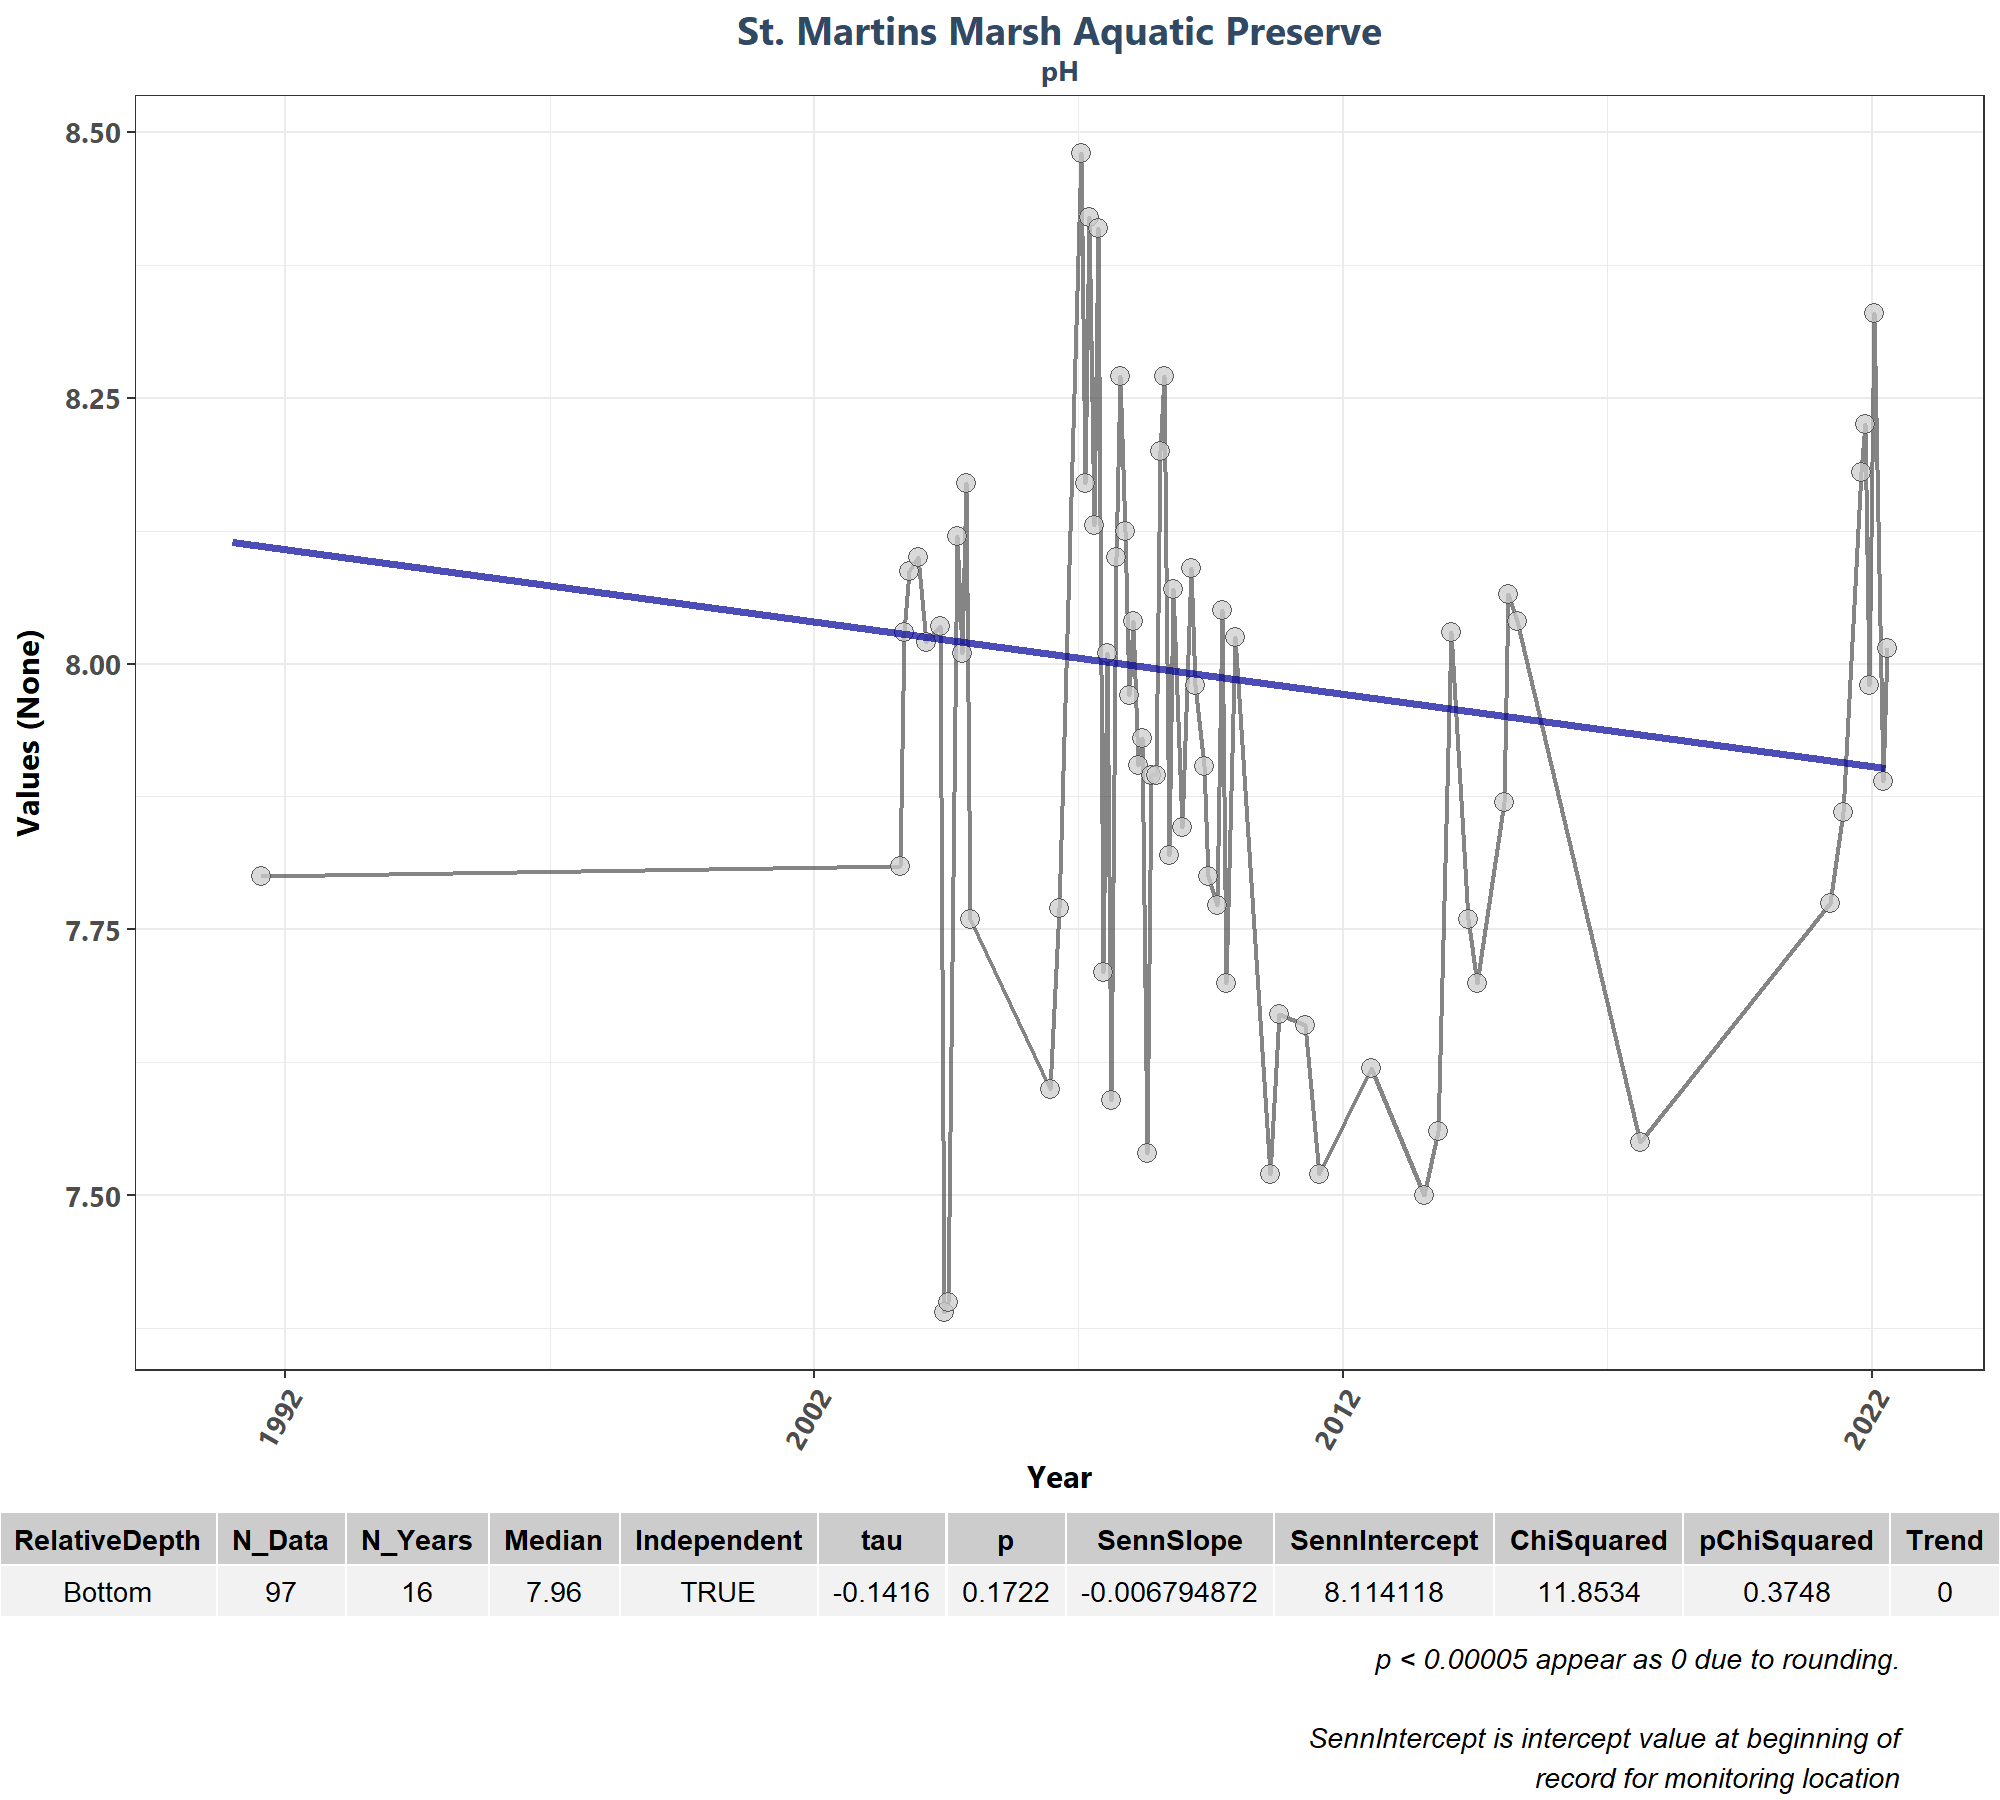 St. Martins Marsh Aquatic Preserve
pH
8.50
8.25
8.00
7.75
7.50
Values (None)
1992 2002 2012 2022
Year
RelativeDepth N_Data N_Years Median Independent tau p SennSlope SennIntercept ChiSquared pChiSquared Trend
Bottom 97 16 7.96 TRUE -0.1416 0.1722 -0.006794872 8.114118 11.8534 0.3748 0
p < 0.00005 appear as 0 due to rounding.
SennIntercept is intercept value at beginning of
record for monitoring location